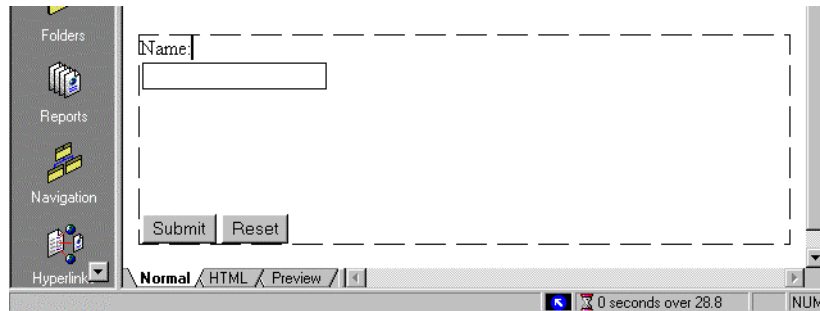 Folders
Name:
Reports
Navigation
Submit Reset
Hyperlink
Normal HTML Preview
0 seconds over 28.8 NUM